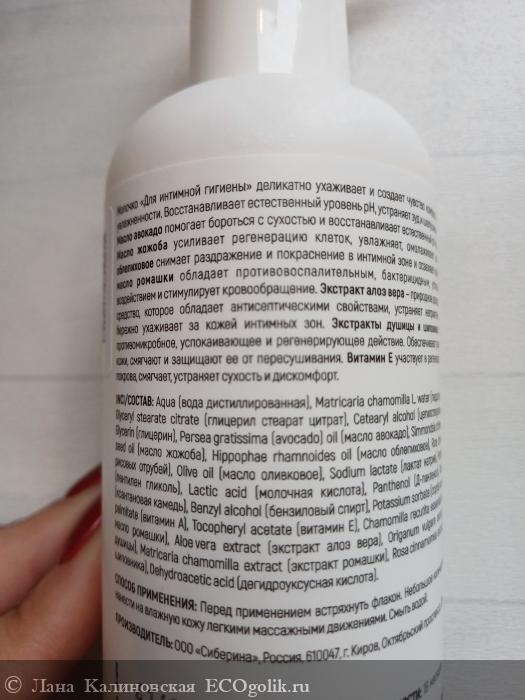 Молочко «Для интимной гигиены» деликатно ухаживает и создает чувство
увлажненности. Восстанавливает естественный уровень pH, устраняет зуд и
Масло авокадо помогает бороться с сухостью и восстанавливает естественный
Масло жожоба усиливает регенерацию клеток, увлажняет,
облепиховое снимает раздражение и покраснение в интимной зоне и
масло ромашки обладает противовоспалительным, бактерицидным,
воздействием и стимулирует кровообращение. Экстракт алоэ вера - природное
средство, которое обладает антисептическими свойствами, устраняет
бережно ухаживает за кожей интимных зон. Экстракты душицы и шиповника
противомикробное, успокаивающее и регенерирующее действие. Обеспечивает
кожи, смягчают и защищают ее от пересушивания. Витамин Е участвует в
покрова, смягчает, устраняет сухость и дискомфорт.
INCI/СОСТАВ: Aqua (вода дистиллированная), Matricaria chamomilla L. water
Glyceryl stearate citrate (глицерил стеарат цитрат), Cetearyl alcohol
Glycerin (глицерин), Persea gratissima (avocado) oil (масло авокадо),
seed oil (масло жожоба), Hippophae rhamnoides oil (масло облепиховое),
рисовых отрубей), Olive oil (масло оливковое), Sodium lactate (лактат
(пентилен гликоль), Lactic acid (молочная кислота), Panthenol
(ксантановая камедь), Benzyl alcohol (бензиловый спирт), Potassium sorbate
palmitate (витамин А), Tocopheryl acetate (витамин Е), Chamomilla recutita
масло ромашки), Aloe vera extract (экстракт алоэ вера), Origanum vulgare
душицы), Matricaria chamomilla extract (экстракт ромашки), Rosa cinnamomea
шиповника), Dehydroacetic acid (дегидроуксусная кислота).
СПОСОБ ПРИМЕНЕНИЯ: Перед применением встряхнуть флакон. Небольшое
нанести на влажную кожу легкими массажными движениями. Смыть водой.
ПРОИЗВОДИТЕЛЬ: ООО «Сиберина», Россия, 610047, г. Киров, Октябрьский
© Лана Калиновская ECOgolik.ru